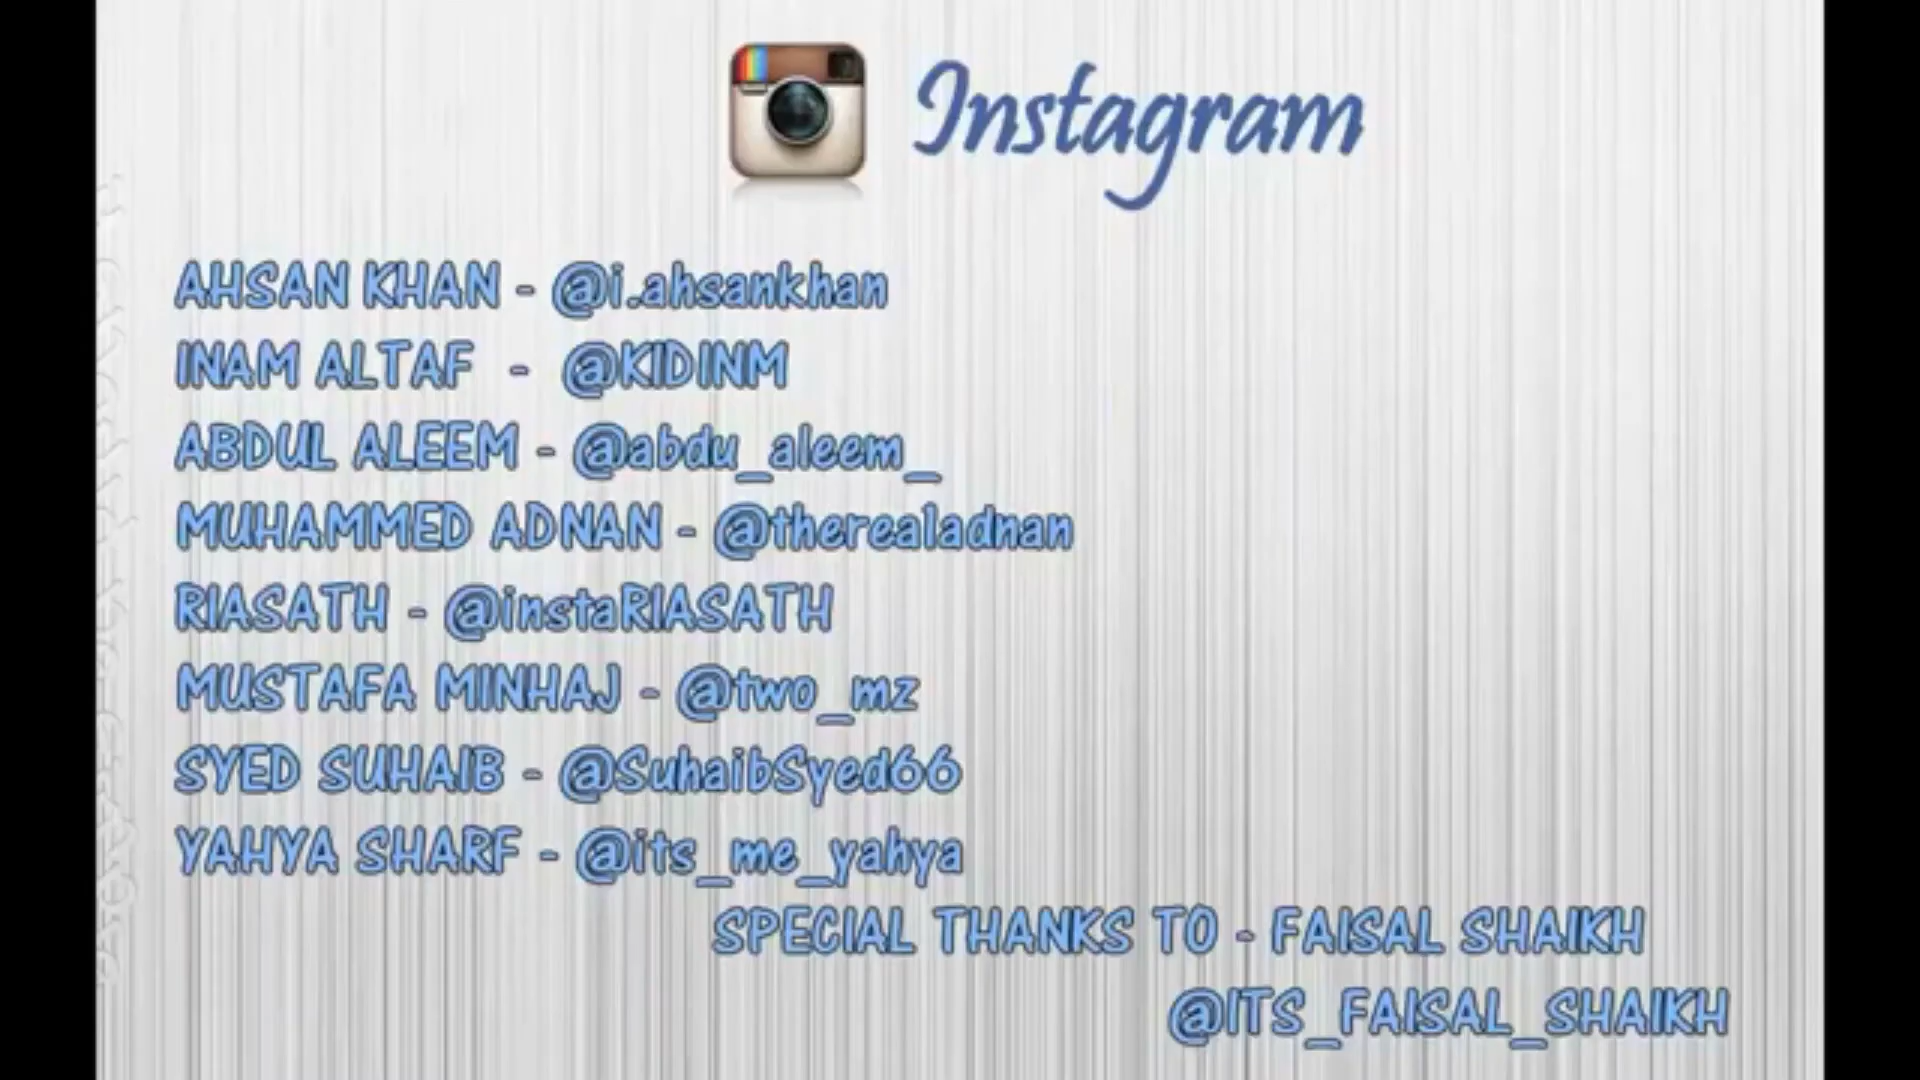 Instagram
AHSAN KHAN - @i.ahsankhan
INAM ALTAF - @KIDINM
ABDUL ALEEM - @abdu_aleem_
MUHAMMED ADNAN - @therealadnan
RIASATH - @instaRIASATH
MUSTAFA MINHAJ - @two_mz
SYED SUHAIB - @SuhaibSyed66
YAHYA SHARF - @its_me_yahya
SPECIAL THANKS TO - FAISAL SHAIKH
@ITS_FAISAL_SHAIKH